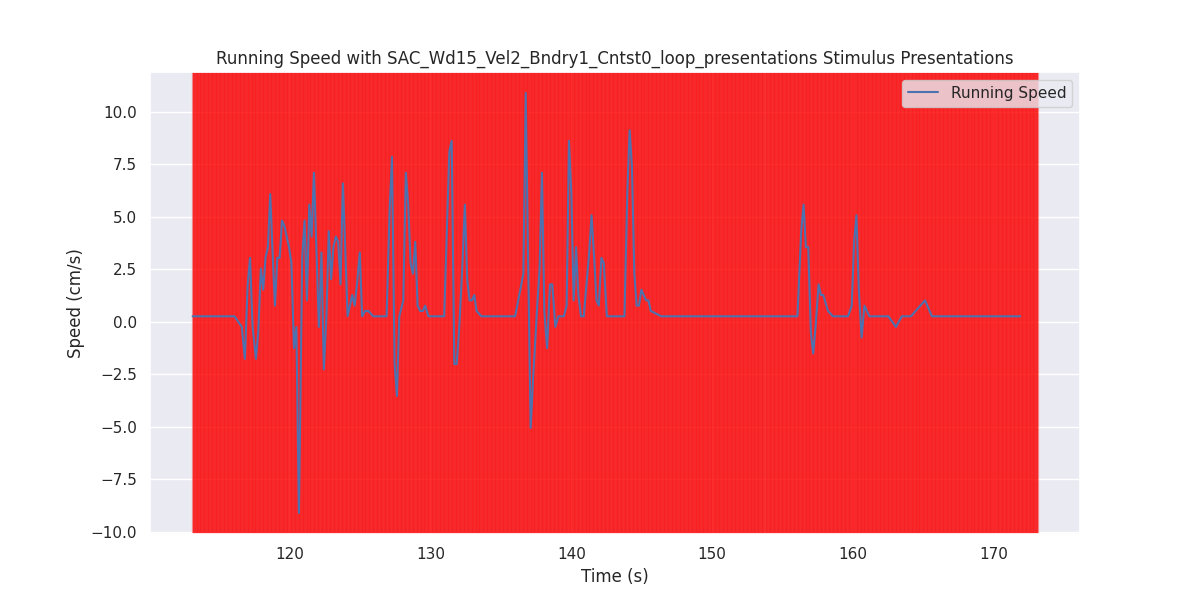 Running Speed with SAC_Wd15_Vel2_Bndry1_Cntst0_loop_presentations Stimulus Presentations
Running Speed
10.0
7.5
5.0
2.5
0.0
−2.5
−5.0
−7.5
−10.0
Speed (cm/s)
120 130 140 150 160 170
Time (s)